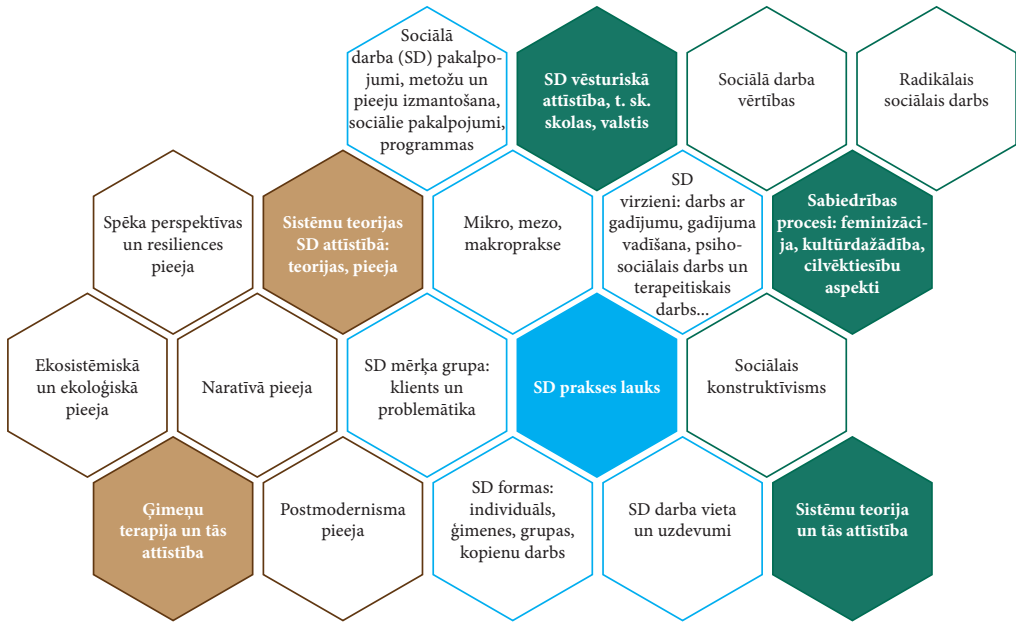 Sociālā
darba (SD) pakalpo-
jumi, metožu un
pieeju izmantošana,
sociālie pakalpojumi,
programmas
SD vēsturiskā
attīstība, t. sk.
skolas, valstis
Sociālā darba
vērtības
Radikālais
sociālais darbs
Spēka perspektīvas
un resiliences
pieeja
Sistēmu teorijas
SD attīstībā:
teorijas, pieeja
Mikro, mezo,
makroprakse
SD
virzieni: darbs ar
gadījumu, gadījuma
vadīšana, psiho-
sociālais darbs un
terapeitiskais
darbs...
Sabiedrības
procesi: feminizāci-
ja, kultūrdažādība,
cilvēktiesību
aspekti
Ekosistēmiskā
un ekoloģiskā
pieeja
Naratīvā pieeja
SD mērķa grupa:
klients un
problemātika
SD prakses lauks
Sociālais
konstruktīvisms
Ģimeņu
terapija un tās
attīstība
Postmodernisma
pieeja
SD formas:
individuāls,
ģimenes, grupas,
kopienu darbs
SD darba vieta
un uzdevumi
Sistēmu teorija
un tās attīstība